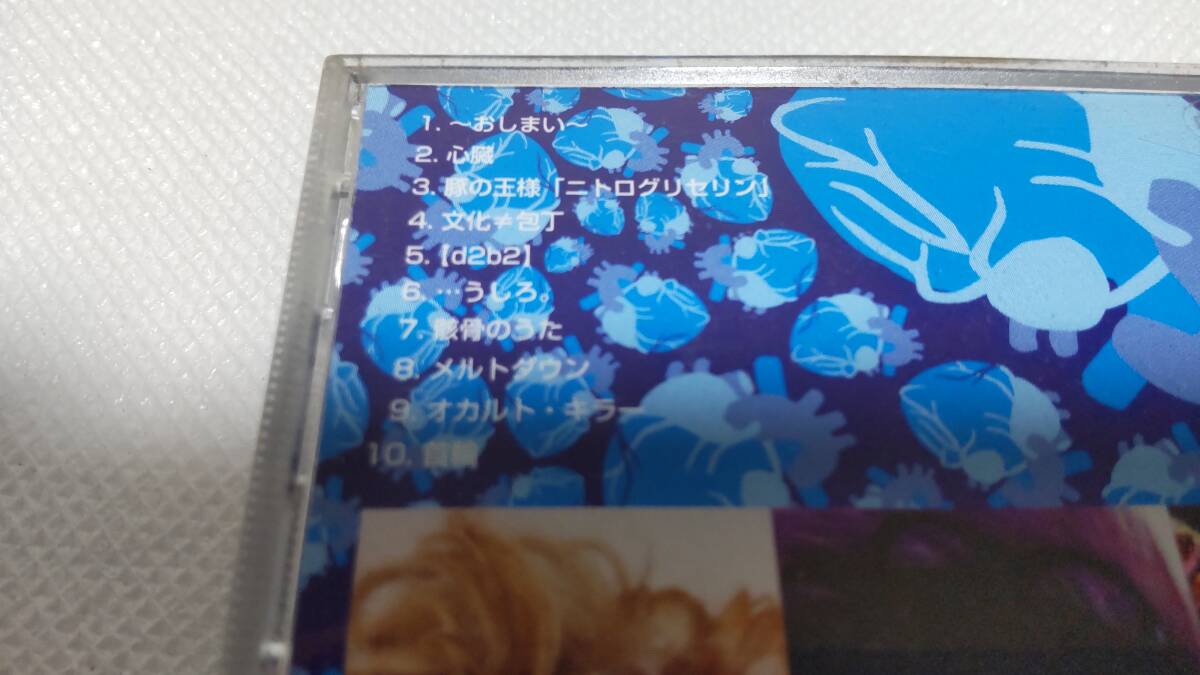 1. ～おしまい～
2. 心臓
3. 豚の王様「ニトログリセリン」
4. 文化≠包丁
5.【d2b2】
6. …うしろ。
7. 骸骨のうた
8. メルトダウン
9. オカルト・キラー
10.